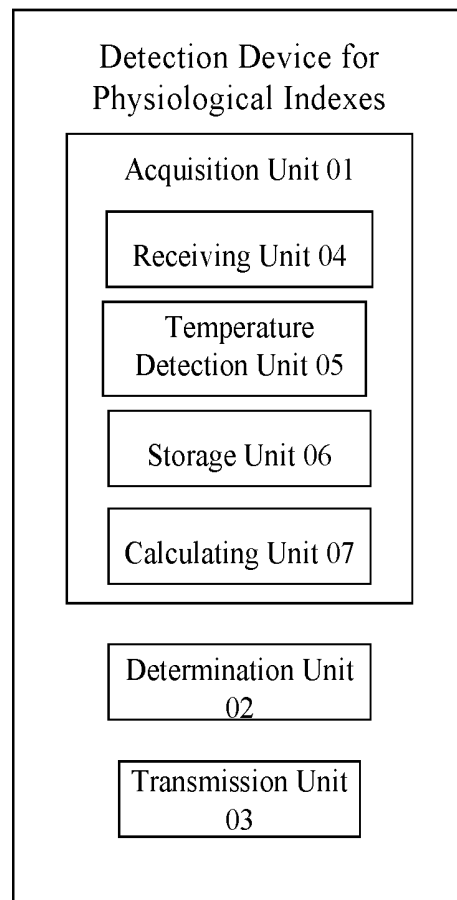 Detection Device for
Physiological Indexes
Acquisition Unit 01
Receiving Unit 04
Temperature
Detection Unit 05
Storage Unit 06
Calculating Unit 07
Determination Unit
02
Transmission Unit
03